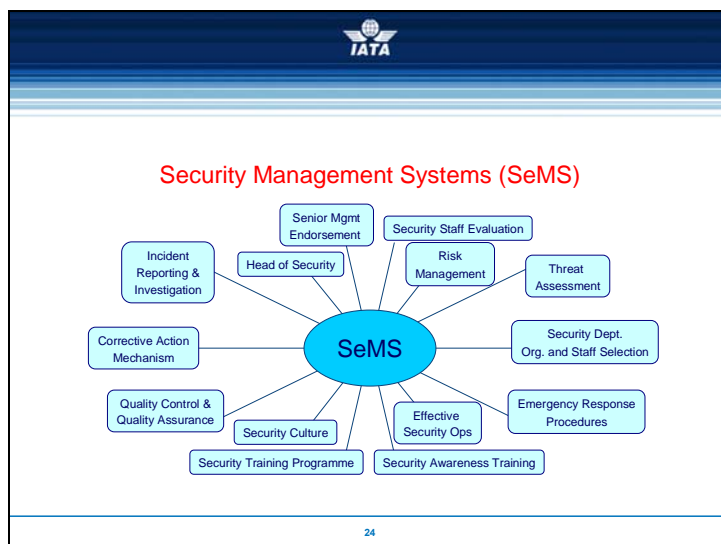 IATA
Security Management Systems (SeMS)
Senior Mgmt
Endorsement
Security Staff Evaluation
Incident
Reporting &
Investigation
Head of Security
Risk
Management
Threat
Assessment
Corrective Action
Mechanism
SeMS
Security Dept.
Org. and Staff Selection
Quality Control &
Quality Assurance
Security Culture
Effective
Security Ops
Emergency Response
Procedures
Security Training Programme
Security Awareness Training
24